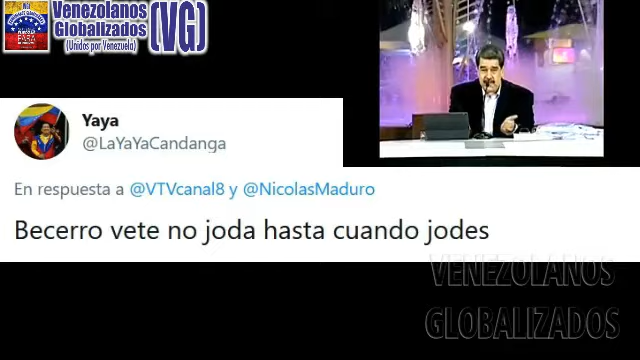 Venezolanos
Globalizados
(Unidos por Venezuela)
(VG)
Yaya
@LaYaYaCandanga
En respuesta a @VTVcanal8 y @NicolasMaduro
Becerro vete no joda hasta cuando jodes
VENEZOLANOS
GLOBALIZADOS